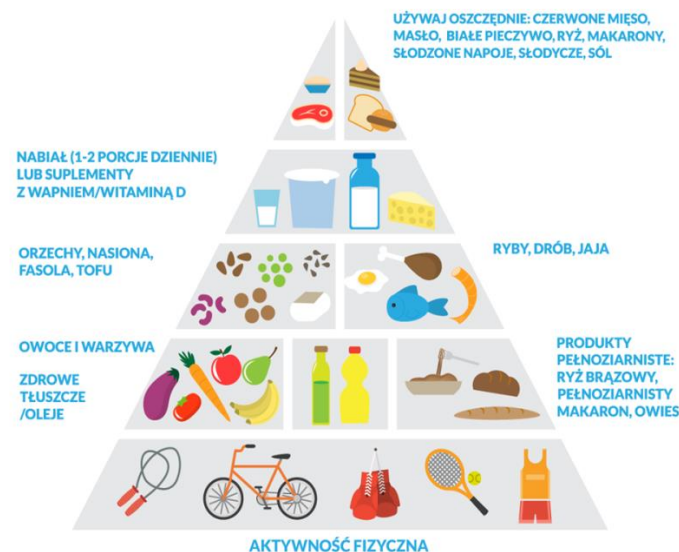 UŻYWAJ OSZCZĘDNIE: CZERWONE MIĘSO,
MASŁO, BIAŁE PIECZYWO, RYŻ, MAKARONY,
SŁODZONE NAPOJE, SŁODYCZE, SÓL
NABIAŁ (1-2 PORCJE DZIENNIE)
LUB SUPLEMENTY
Z WAPNIEM/WITAMINĄ D
ORZECHY, NASIONA,
FASOLA, TOFU
RYBY, DRÓB, JAJA
OWOCE I WARZYWA
ZDROWE
TŁUSZCZE
/OLEJE
PRODUKTY
PEŁNOZIARNISTE:
RYŻ BRĄZOWY,
PEŁNOZIARNISTY
MAKARON, OWIES
AKTYWNOŚĆ FIZYCZNA